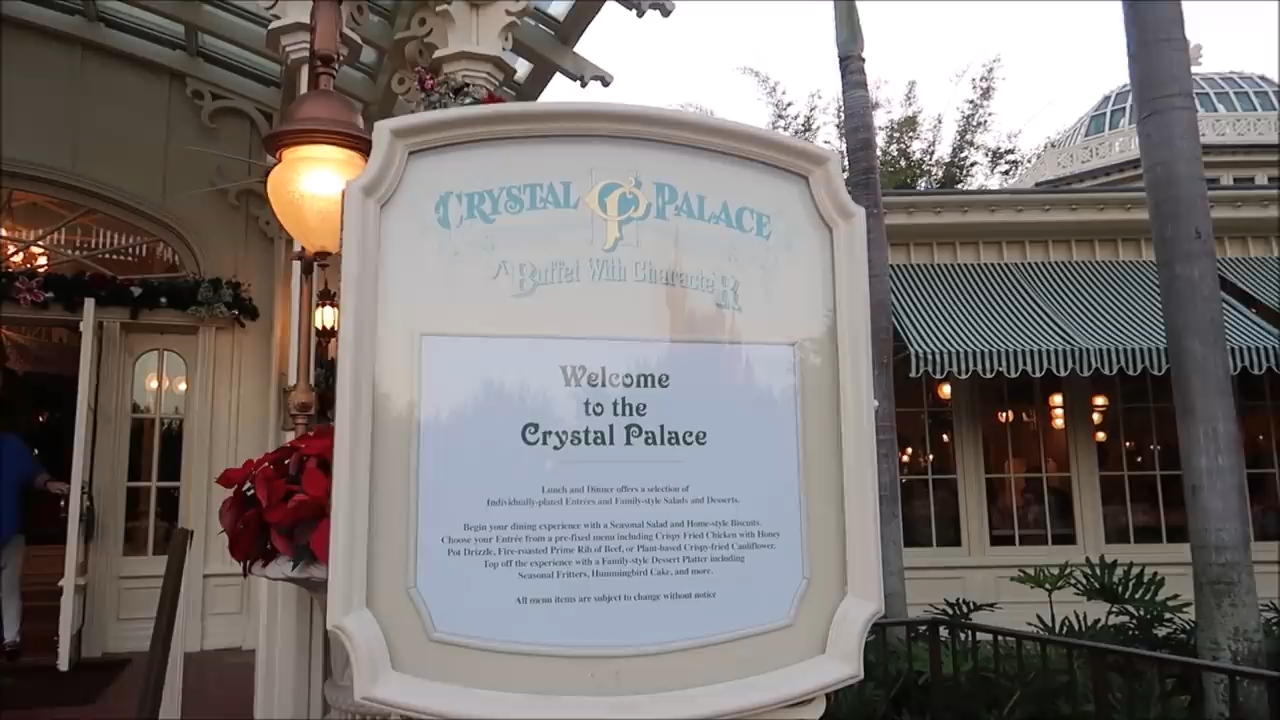 CRYSTAL CP PALACE
A Buffet With CharacteR
Welcome
to the
Crystal Palace
Lunch and Dinner offers a selection of
Individually-plated Entrées and Family-style Salads and Desserts.
Begin your dining experience with a Seasonal Salad and Home-style Biscuits.
Choose your Entrée from a pre-fixed menu including Crispy Fried Chicken with Honey
Pot Drizzle, Fire-roasted Prime Rib of Beef, or Plant-based Crispy-fried Cauliflower.
Top off the experience with a Family-style Dessert Platter including
Seasonal Fritters, Hummingbird Cake, and more.
All menu items are subject to change without notice